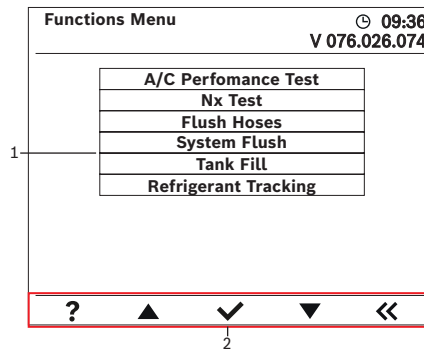 Functions Menu
09:36
V 076.026.074
A/C Perfomance Test
Nx Test
Flush Hoses
System Flush
Tank Fill
Refrigerant Tracking
1
?
2